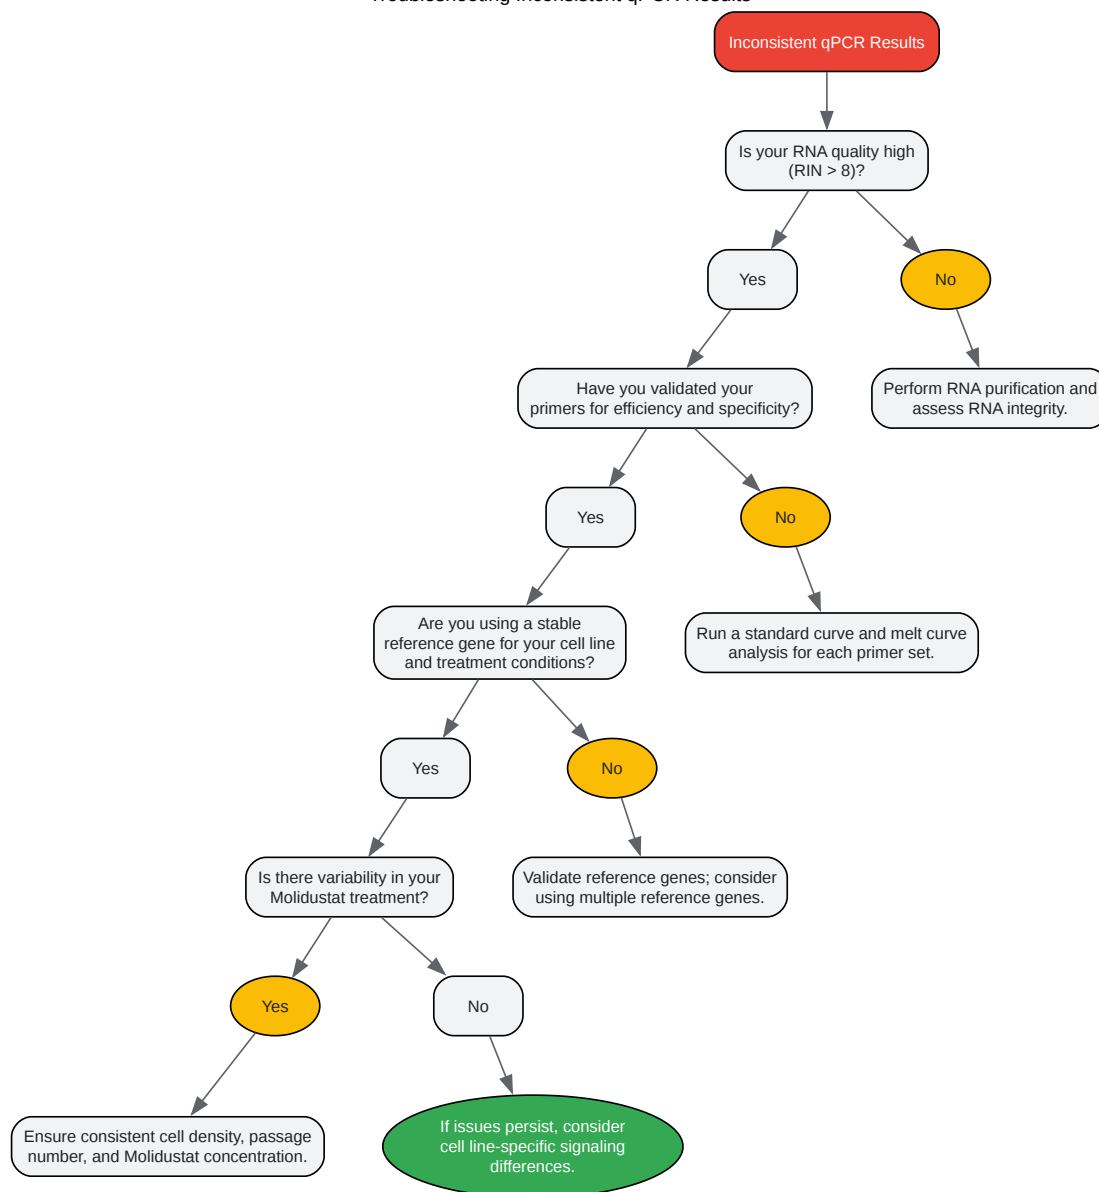 Troubleshooting Inconsistent qPCR Results
Inconsistent qPCR Results
Is your RNA quality high
(RIN > 8)?
Yes
No
Have you validated your
primers for efficiency and specificity?
Perform RNA purification and
assess RNA integrity.
Yes
No
Are you using a stable
reference gene for your cell line
and treatment conditions?
Run a standard curve and melt curve
analysis for each primer set.
Yes
No
Is there variability in your
Molidustat treatment?
Validate reference genes; consider
using multiple reference genes.
Yes
No
Ensure consistent cell density, passage
number, and Molidustat concentration.
If issues persist, consider
cell line-specific signaling
differences.